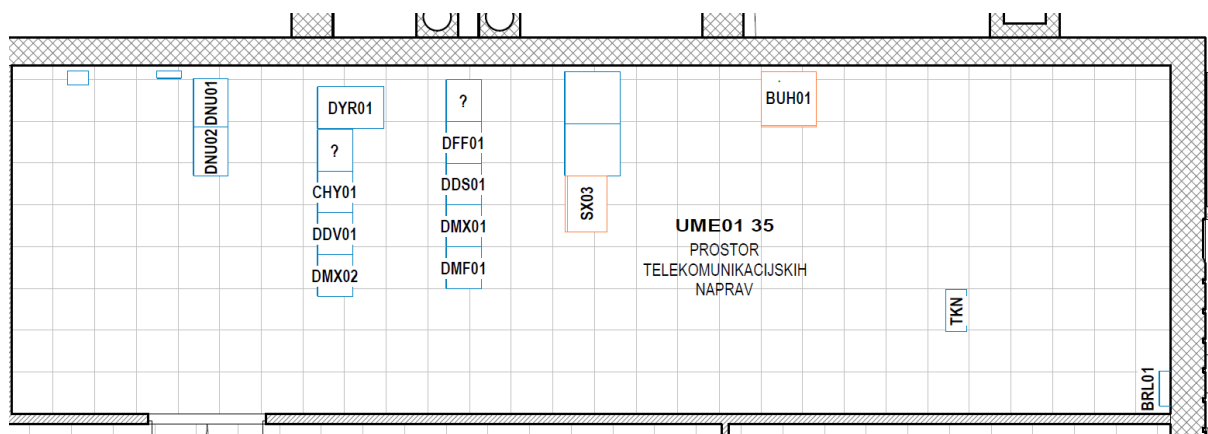 DNU01
DNU02
DYR01
?
CHY01
DDV01
DMX02
?
DFF01
DDS01
DMX01
DMF01
SX03
BUH01
UME01 35
PROSTOR
TELEKOMUNIKACIJSKIH
NAPRAV
TKN
BRL01